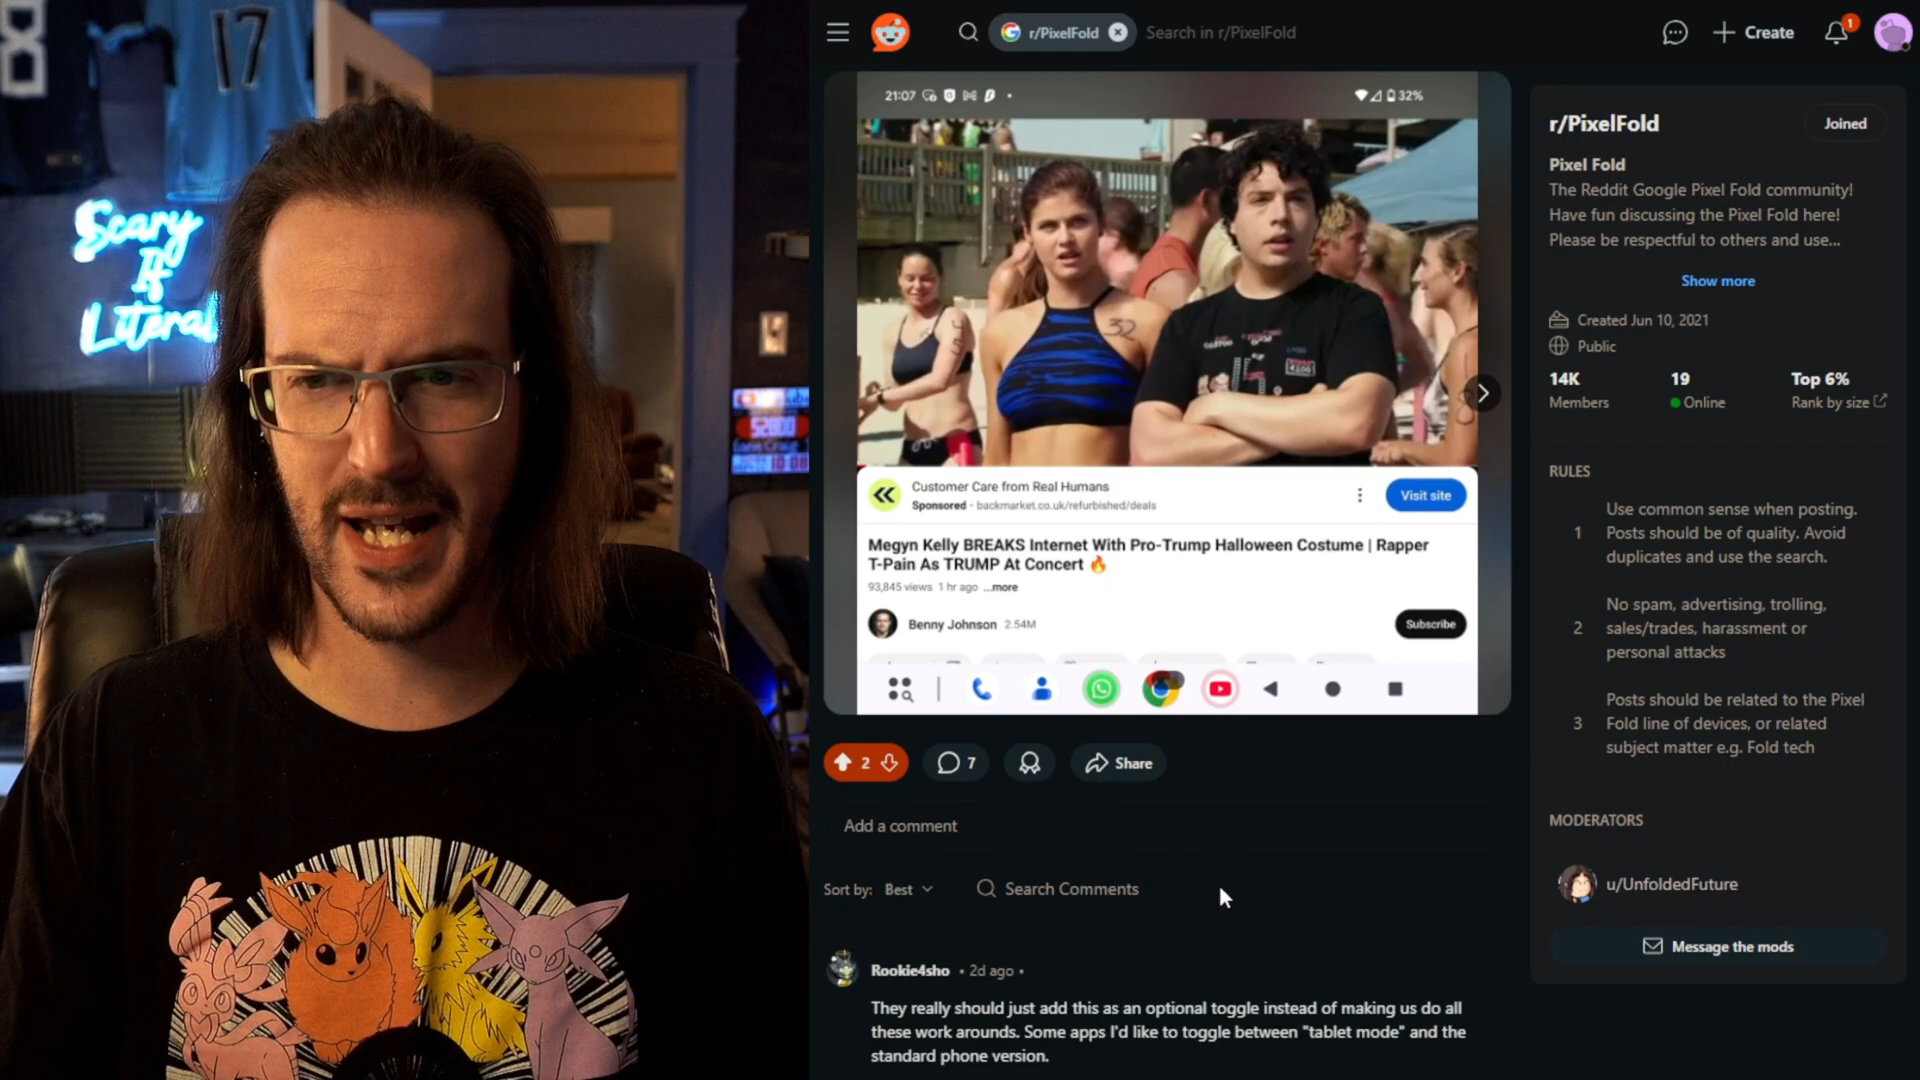 17
Scary
It
Literal
r/PixelFold
Search in r/PixelFold
Create
1
21:07
32%
32
Customer Care from Real Humans
Sponsored · backmarket.co.uk/refurbished/deals
Visit site
Megyn Kelly BREAKS Internet With Pro-Trump Halloween Costume | Rapper
T-Pain As TRUMP At Concert 🔥
93,845 views 1 hr ago ...more
Benny Johnson 2.54M
Subscribe
2
7
Share
Add a comment
Sort by: Best
Search Comments
Rookie4sho • 2d ago •
They really should just add this as an optional toggle instead of making us do all
these work arounds. Some apps I'd like to toggle between "tablet mode" and the
standard phone version.
r/PixelFold
Joined
Pixel Fold
The Reddit Google Pixel Fold community!
Have fun discussing the Pixel Fold here!
Please be respectful to others and use...
Show more
Created Jun 10, 2021
Public
14K
Members
19
Online
Top 6%
Rank by size
RULES
1
Use common sense when posting.
Posts should be of quality. Avoid
duplicates and use the search.
2
No spam, advertising, trolling,
sales/trades, harassment or
personal attacks
3
Posts should be related to the Pixel
Fold line of devices, or related
subject matter e.g. Fold tech
MODERATORS
u/UnfoldedFuture
Message the mods